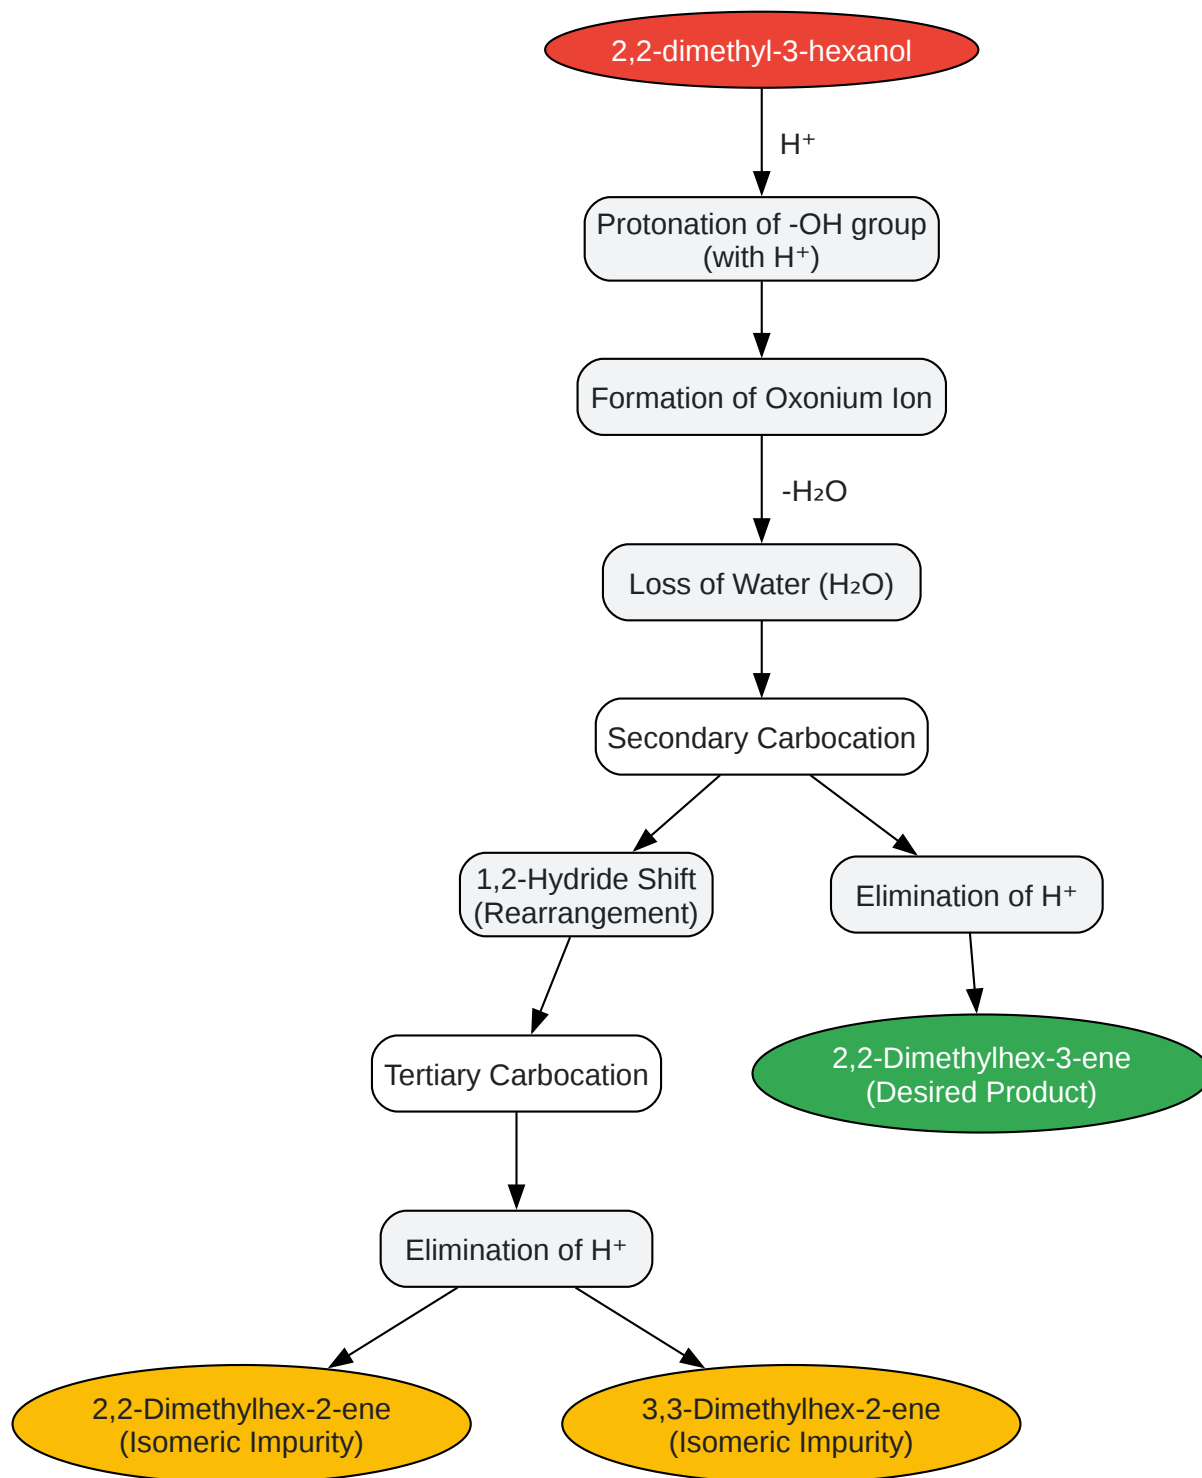 2,2-dimethyl-3-hexanol
H⁺
Protonation of -OH group
(with H⁺)
Formation of Oxonium Ion
-H₂O
Loss of Water (H₂O)
Secondary Carbocation
1,2-Hydride Shift
(Rearrangement)
Elimination of H⁺
Tertiary Carbocation
2,2-Dimethylhex-3-ene
(Desired Product)
Elimination of H⁺
2,2-Dimethylhex-2-ene
(Isomeric Impurity)
3,3-Dimethylhex-2-ene
(Isomeric Impurity)